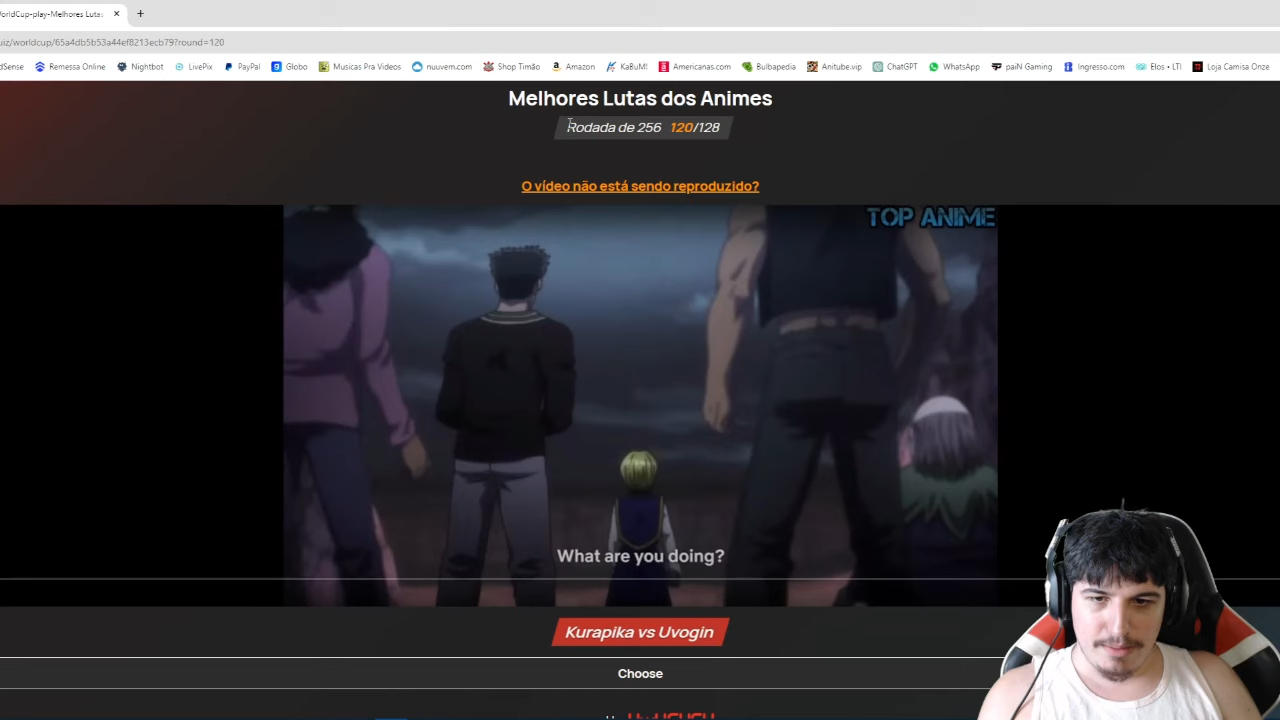 WorldCup-play-Melhores Lutas
iz/worldcup/65a4db5b53a44ef8213ecb79?round=120
dSense Remessa Online Nightbot LivePix PayPal Globo Musicas Pra Videos nuuvem.com Shop Timão Amazon KaBuM! Americanas.com Bulbapedia Anitube.vip ChatGPT WhatsApp paiN Gaming Ingresso.com Elos • LTI Loja Camisa Onze
Melhores Lutas dos Animes
Rodada de 256 120/128
O vídeo não está sendo reproduzido?
TOP ANIME
What are you doing?
Kurapika vs Uvogin
Choose